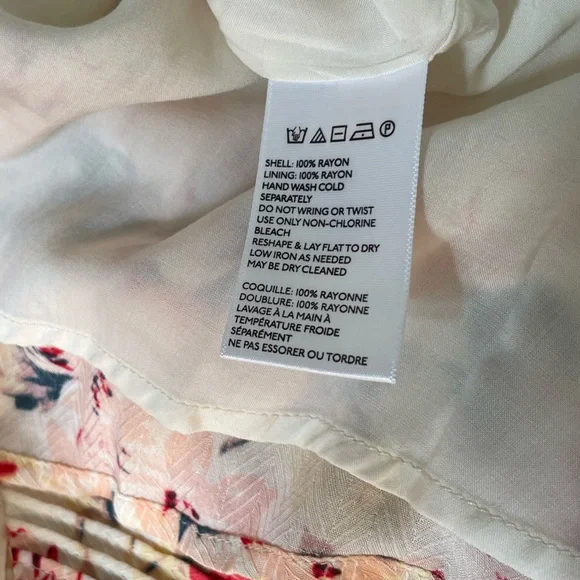 P
SHELL: 100% RAYON
LINING: 100% RAYON
HAND WASH COLD
SEPARATELY
DO NOT WRING OR TWIST
USE ONLY NON-CHLORINE
BLEACH
RESHAPE & LAY FLAT TO DRY
LOW IRON AS NEEDED
MAY BE DRY CLEANED
COQUILLE: 100% RAYONNE
DOUBLURE: 100% RAYONNE
LAVAGE À LA MAIN À
TEMPÉRATURE FROIDE
SÉPARÉMENT
NE PAS ESSORER OU TORDRE